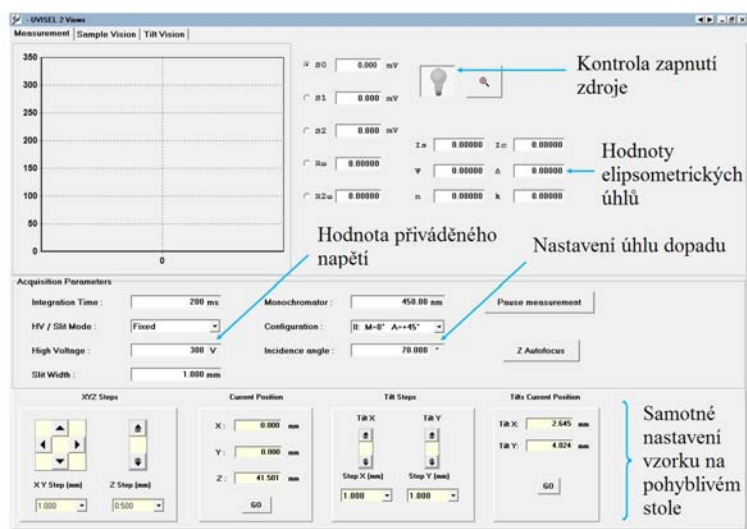 - UVISEL 2 Views
Measurement Sample Vision Tilt Vision
350
300
250
200
150
100
50
0
0
S0 0.000 mV
S1 0.000 mV
S2 0.000 mV
Rω 0.00000
R2ω 0.00000
Is 0.00000 Ic 0.00000
Ψ 0.00000 Δ 0.00000
n 0.00000 k 0.00000
Kontrola zapnutí
zdroje
Hodnoty
elipsometrických
úhlů
Hodnota přiváděného
napětí
Nastavení úhlu dopadu
Acquisition Parameters
Integration Time : 200 ms Monochromator : 450.00 nm Pause measurement
HV / Slit Mode : Fixed Configuration : II: M=0° A=+45°
High Voltage : 300 V Incidence angle : 70.000 ° Z Autofocus
Slit Width : 1.000 mm
XYZ Steps
X Y Step (mm) Z Step (mm)
1.000 0.500
Current Position
X : 0.000 mm
Y : 0.000 mm
Z : 41.501 mm
GO
Tilt Steps
Tilt X Tilt Y
Step X (mm) Step Y (mm)
1.000 1.000
Tilts Current Position
Tilt X: 2.645 mm
Tilt Y: 4.024 mm
GO
Samotné
nastavení
vzorku na
pohyblivém
stole